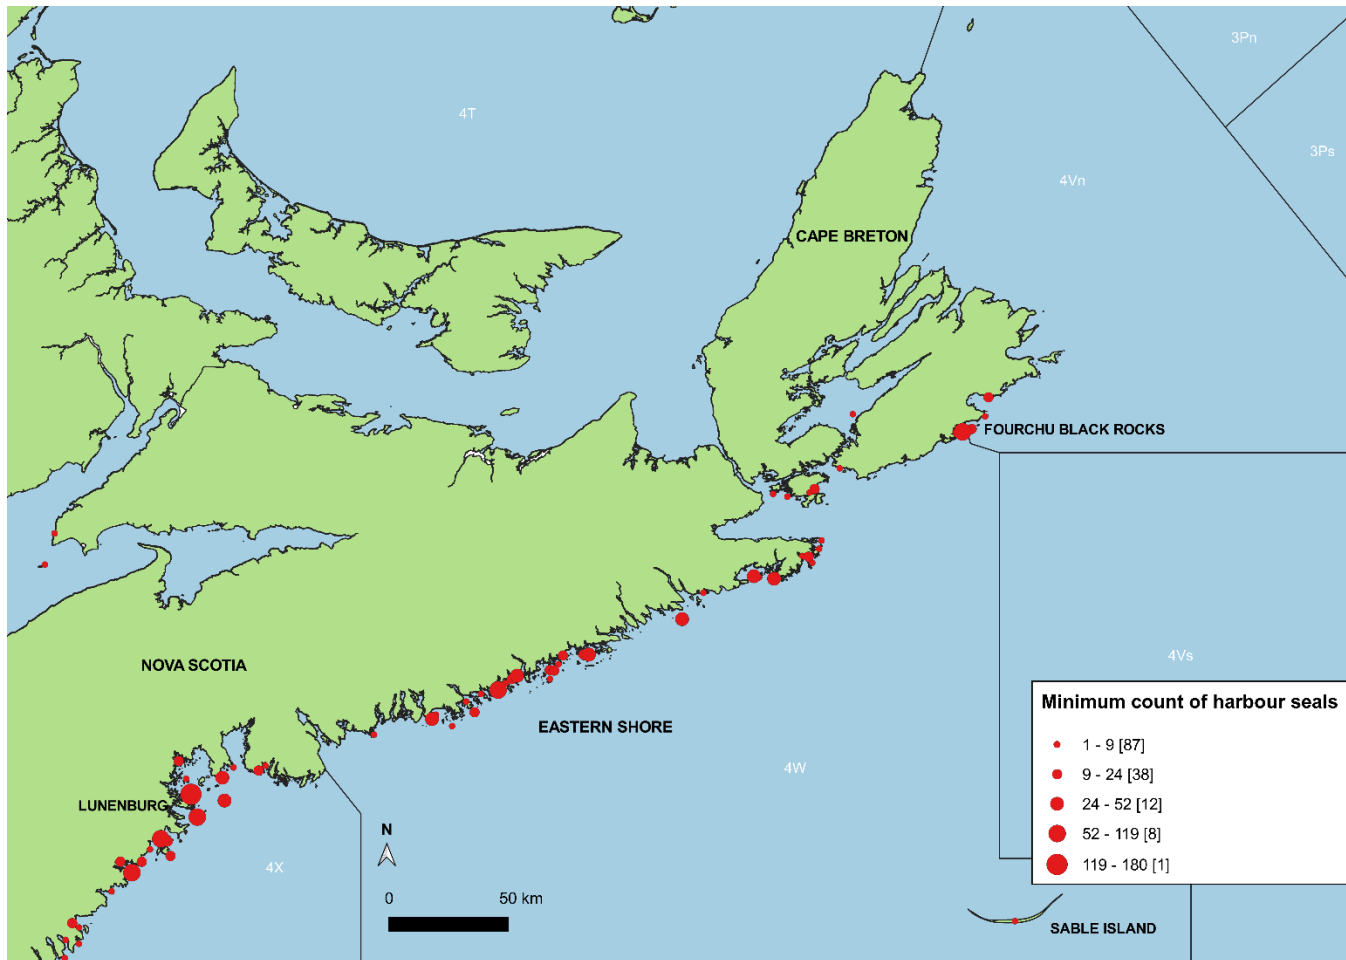 3Pn
4T
3Ps
4Vn
CAPE BRETON
FOURCHU BLACK ROCKS
NOVA SCOTIA
4Vs
EASTERN SHORE
4W
LUNENBURG
4X
N
0 50 km
Minimum count of harbour seals
1 - 9 [87]
9 - 24 [38]
24 - 52 [12]
52 - 119 [8]
119 - 180 [1]
SABLE ISLAND